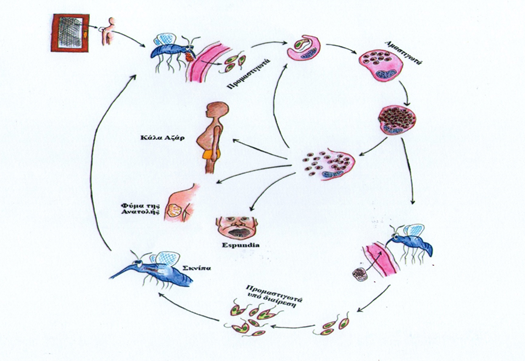 Προμαστιγωτά
Αμαστιγωτά
Κάλα Αζάρ
Φύμα της
Ανατολής
Espundia
Σκνίπα
Προμαστιγωτά
υπό διαίρεση